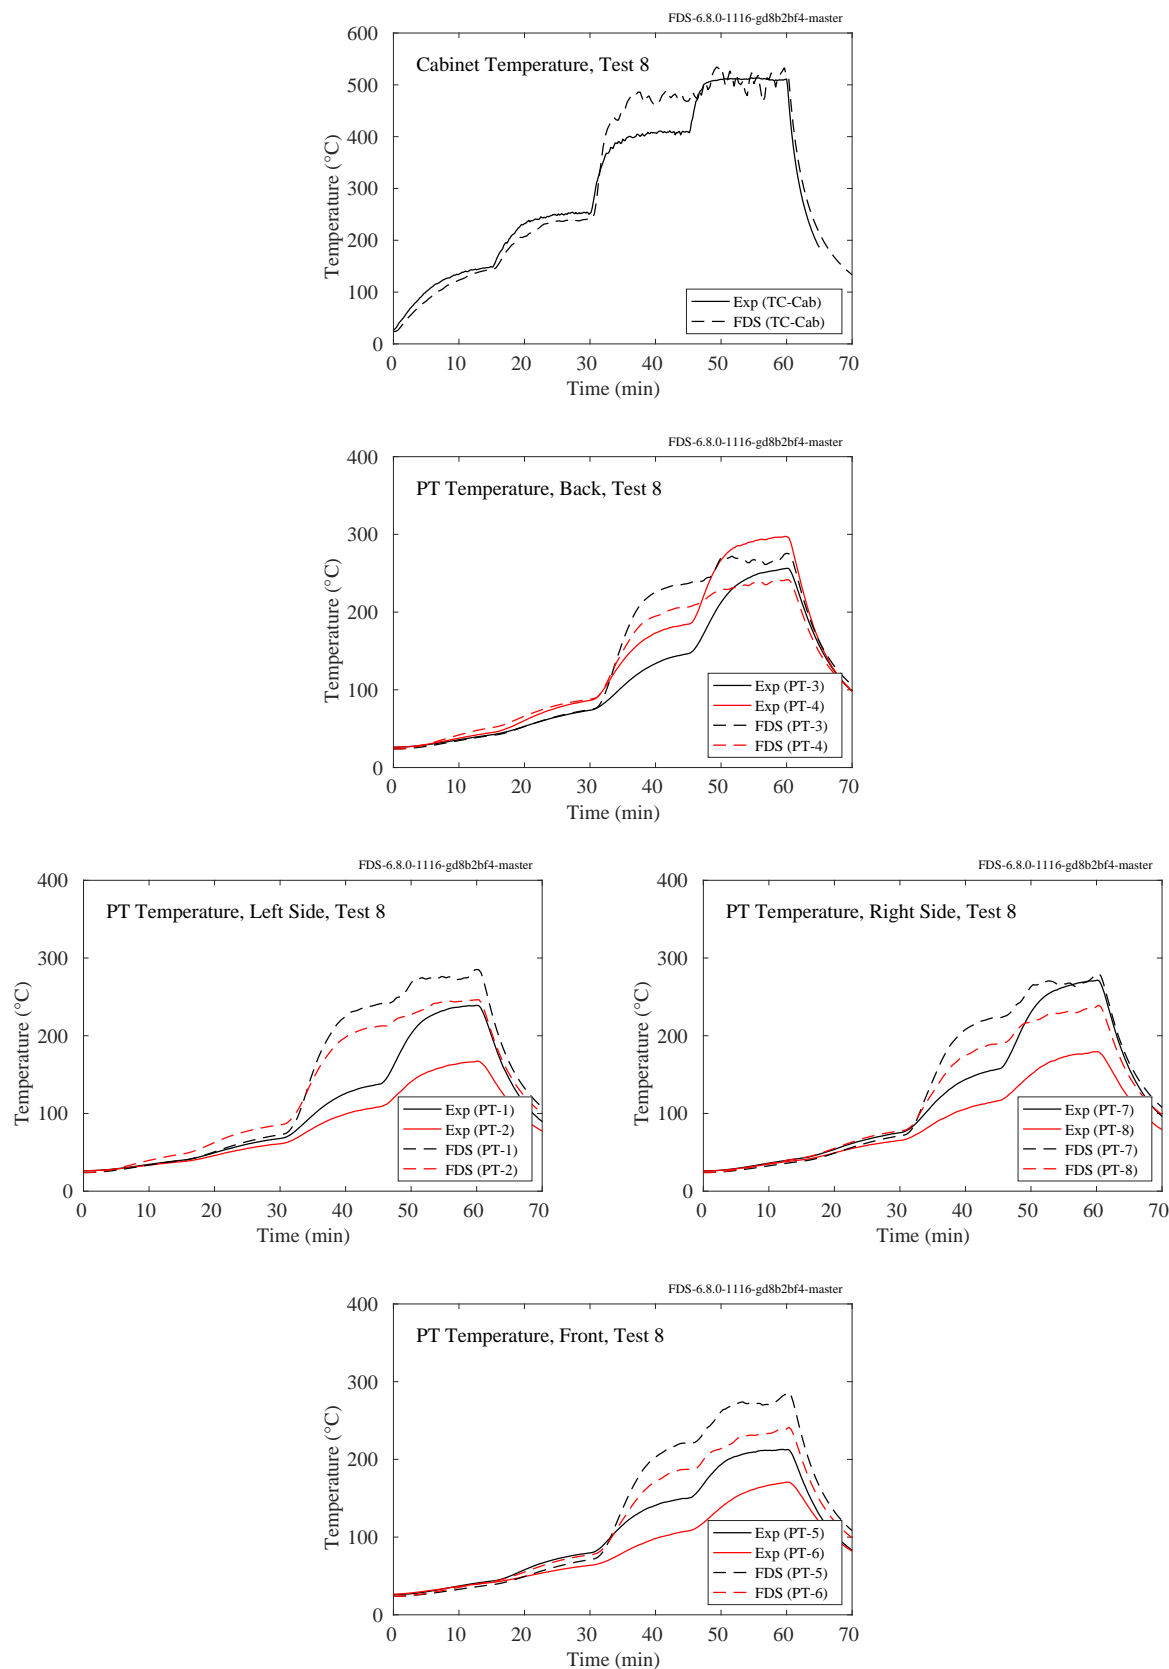 FDS-6.8.0-1116-gd8b2bf4-master
Cabinet Temperature, Test 8
Temperature (°C)
600
500
400
300
200
100
0
Exp (TC-Cab)
FDS (TC-Cab)
0 10 20 30 40 50 60 70
Time (min)
FDS-6.8.0-1116-gd8b2bf4-master
PT Temperature, Back, Test 8
Temperature (°C)
400
300
200
100
0
Exp (PT-3)
Exp (PT-4)
FDS (PT-3)
FDS (PT-4)
0 10 20 30 40 50 60 70
Time (min)
FDS-6.8.0-1116-gd8b2bf4-master
PT Temperature, Left Side, Test 8
Temperature (°C)
400
300
200
100
0
Exp (PT-1)
Exp (PT-2)
FDS (PT-1)
FDS (PT-2)
0 10 20 30 40 50 60 70
Time (min)
FDS-6.8.0-1116-gd8b2bf4-master
PT Temperature, Right Side, Test 8
Temperature (°C)
400
300
200
100
0
Exp (PT-7)
Exp (PT-8)
FDS (PT-7)
FDS (PT-8)
0 10 20 30 40 50 60 70
Time (min)
FDS-6.8.0-1116-gd8b2bf4-master
PT Temperature, Front, Test 8
Temperature (°C)
400
300
200
100
0
Exp (PT-5)
Exp (PT-6)
FDS (PT-5)
FDS (PT-6)
0 10 20 30 40 50 60 70
Time (min)